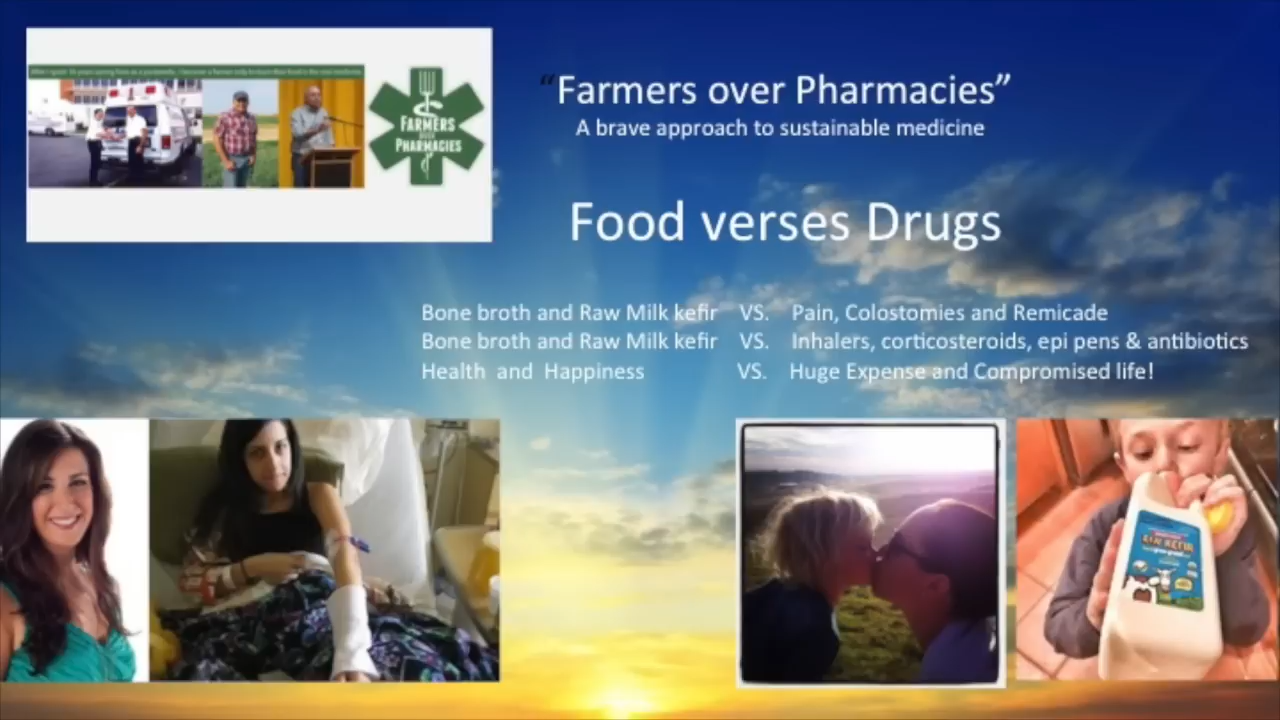 “Farmers over Pharmacies”
A brave approach to sustainable medicine
FARMERS
OVER
PHARMACIES
Food verses Drugs
Bone broth and Raw Milk kefir VS. Pain, Colostomies and Remicade
Bone broth and Raw Milk kefir VS. Inhalers, corticosteroids, epi pens & antibiotics
Health and Happiness VS. Huge Expense and Compromised life!
KEFIR